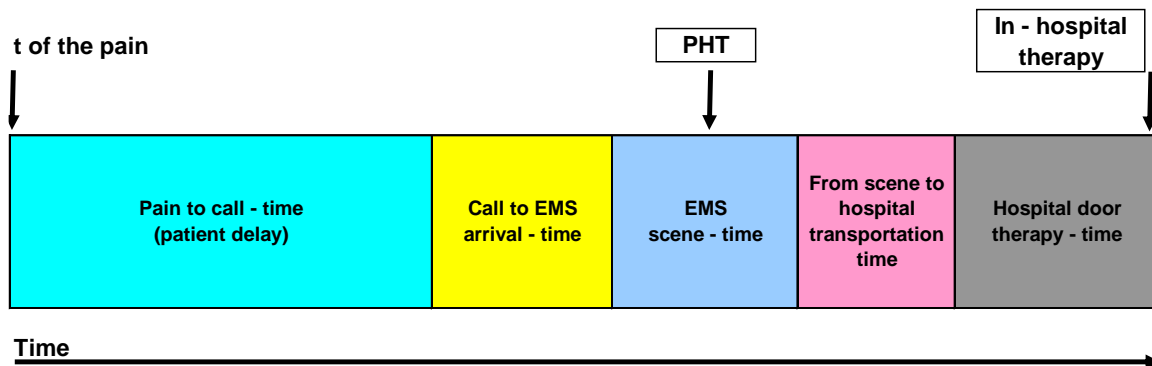 t of the pain
PHT
In - hospital
therapy
Pain to call - time
(patient delay)
Call to EMS
arrival - time
EMS
scene - time
From scene to
hospital
transportation
time
Hospital door
therapy - time
Time